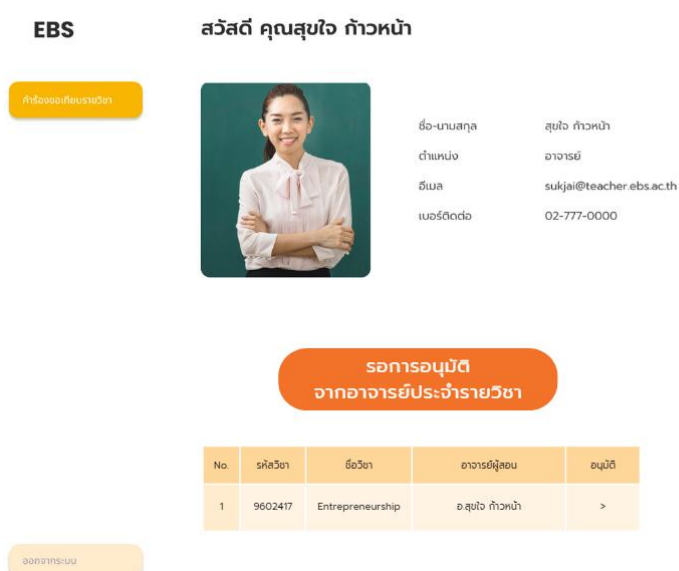 EBS
สวัสดี คุณสุขใจ ก้าวหน้า
คำร้องขอเทียบรายวิชา
ชื่อ-นามสกุล สุขใจ ก้าวหน้า
ตำแหน่ง อาจารย์
อีเมล sukjai@teacher.ebs.ac.th
เบอร์ติดต่อ 02-777-0000
รอการอนุมัติ
จากอาจารย์ประจำรายวิชา
No. รหัสวิชา ชื่อวิชา อาจารย์ผู้สอน อนุมัติ
1 9602417 Entrepreneurship อ.สุขใจ ก้าวหน้า >
ออกจากระบบ